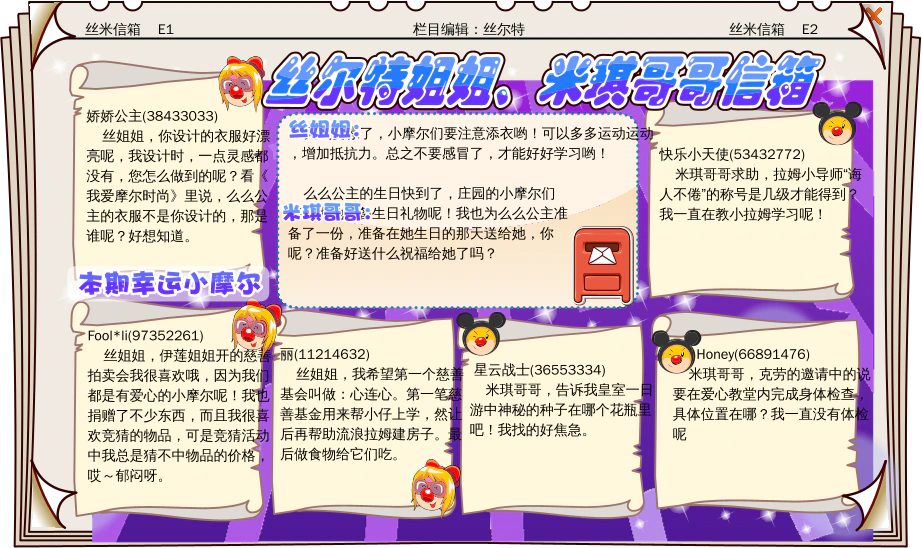 丝米信箱 E1
栏目编辑：丝尔特
丝米信箱 E2
丝尔特姐姐、米琪哥哥信箱
娇娇公主(38433033)
丝姐姐，你设计的衣服好漂
亮呢，我设计时，一点灵感都
没有，您怎么做到的呢？看《
我爱摩尔时尚》里说，么么公
主的衣服不是你设计的，那是
谁呢？好想知道。
丝姐姐:
了，小摩尔们要注意添衣哟！可以多多运动运动
，增加抵抗力。总之不要感冒了，才能好好学习哟！
么么公主的生日快到了，庄园的小摩尔们
米琪哥哥:
生日礼物呢！我也为么么公主准
备了一份，准备在她生日的那天送给她，你
呢？准备好送什么祝福给她了吗？
快乐小天使(53432772)
米琪哥哥求助，拉姆小导师“诲
人不倦”的称号是几级才能得到？
我一直在教小拉姆学习呢！
本期幸运小摩尔
Fool*li(97352261)
丝姐姐，伊莲姐姐开的慈善
拍卖会我很喜欢哦，因为我们
都是有爱心的小摩尔呢！我也
捐赠了不少东西，而且我很喜
欢竞猜的物品，可是竞猜活动
中我总是猜不中物品的价格，
哎～郁闷呀。
丽(11214632)
丝姐姐，我希望第一个慈善
基会叫做：心连心。第一笔慈
善基金用来帮小仔上学，然让
后再帮助流浪拉姆建房子。最
后做食物给它们吃。
星云战士(36553334)
米琪哥哥，告诉我皇室一日
游中神秘的种子在哪个花瓶里
吧！我找的好焦急。
Honey(66891476)
米琪哥哥，克劳的邀请中的说
要在爱心教堂内完成身体检查，
具体位置在哪？我一直没有体检
呢